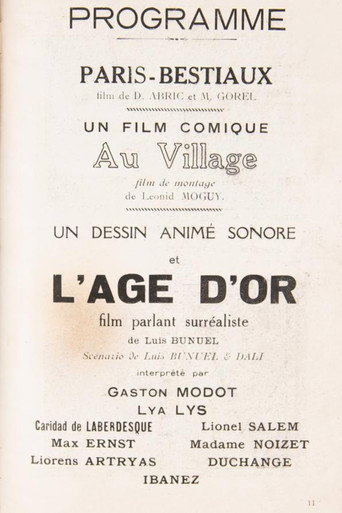 PROGRAMME
PARIS-BESTIAUX
film de D. ABRIC et M. GOREL.
UN FILM COMIQUE
Au Village
film de montage
de Leonid MOGUY.
UN DESSIN ANIMÉ SONORE
et
L'AGE D'OR
film parlant surréaliste
de Luis BUNUEL
Scénario de Luis BUNUEL & DALI
interprété par
GASTON MODOT
LYA LYS
Caridad de LABERDESQUE Lionel SALEM
Max ERNST Madame NOIZET
Liorens ARTRYAS DUCHANGE
IBANEZ
11